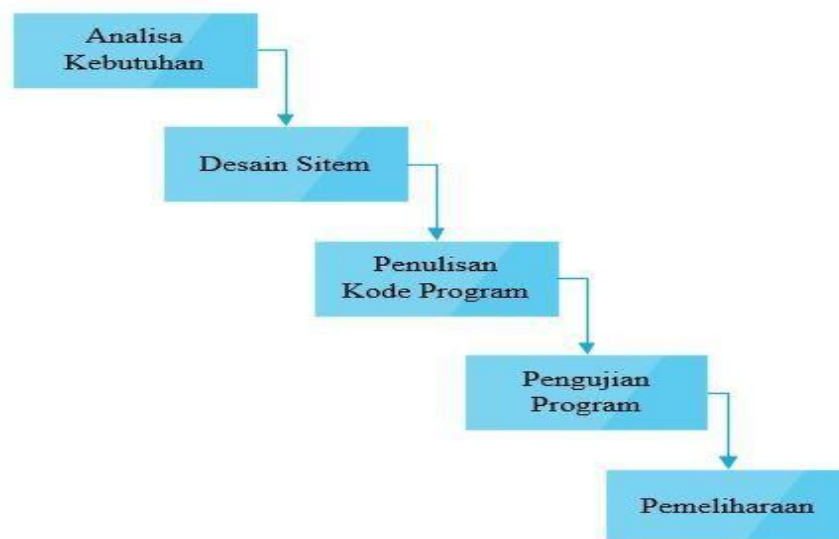 Analisa
Kebutuhan
Desain Sitem
Penulisan
Kode Program
Pengujian
Program
Pemeliharaan